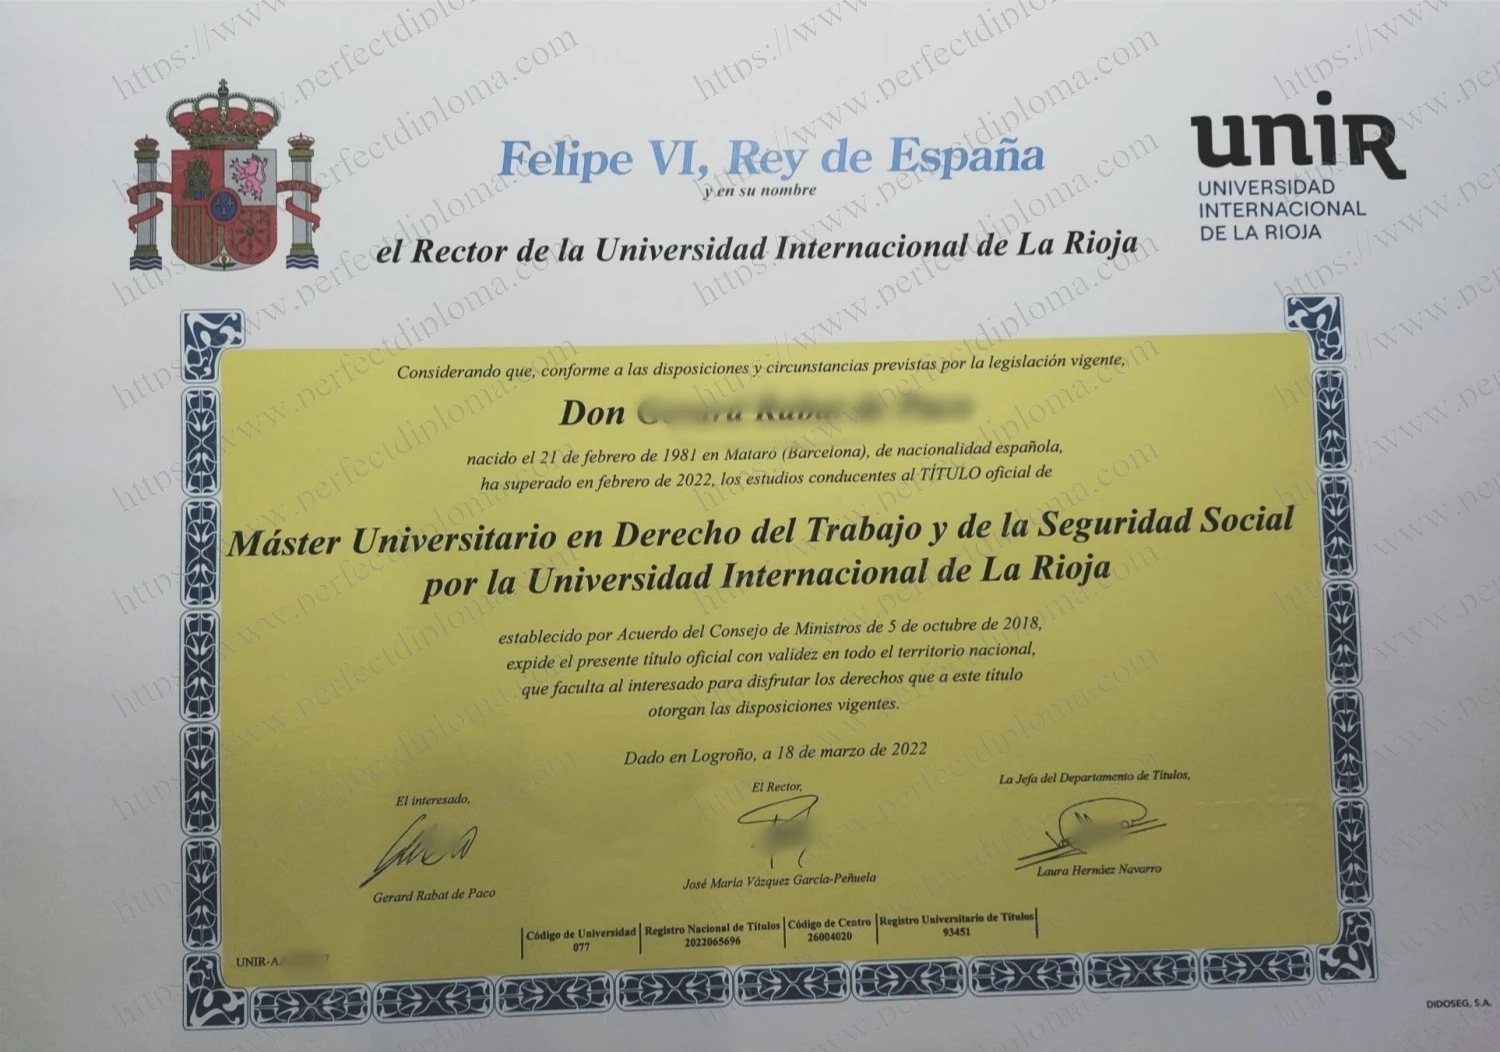 Felipe VI, Rey de España
y en su nombre
el Rector de la Universidad Internacional de La Rioja
unir
UNIVERSIDAD
INTERNACIONAL
DE LA RIOJA
Considerando que, conforme a las disposiciones y circunstancias previstas por la legislación vigente,
Don
nacido el 21 de febrero de 1981 en Mataró (Barcelona), de nacionalidad española,
ha superado en febrero de 2022, los estudios conducentes al TÍTULO oficial de
Máster Universitario en Derecho del Trabajo y de la Seguridad Social
por la Universidad Internacional de La Rioja
establecido por Acuerdo del Consejo de Ministros de 5 de octubre de 2018,
expide el presente título oficial con validez en todo el territorio nacional,
que faculta al interesado para disfrutar los derechos que a este título
otorgan las disposiciones vigentes.
Dado en Logroño, a 18 de marzo de 2022
El interesado,
Gerard Rabat de Paco
El Rector,
José María Vázquez García-Peñuela
La Jefa del Departamento de Títulos,
Laura Hernáez Navarro
Código de Universidad
077
Registro Nacional de Títulos
2022065696
Código de Centro
26004020
Registro Universitario de Títulos
93451
UNIR-A
DIDOSEG, S.A.
https://www.perfectdiploma.com